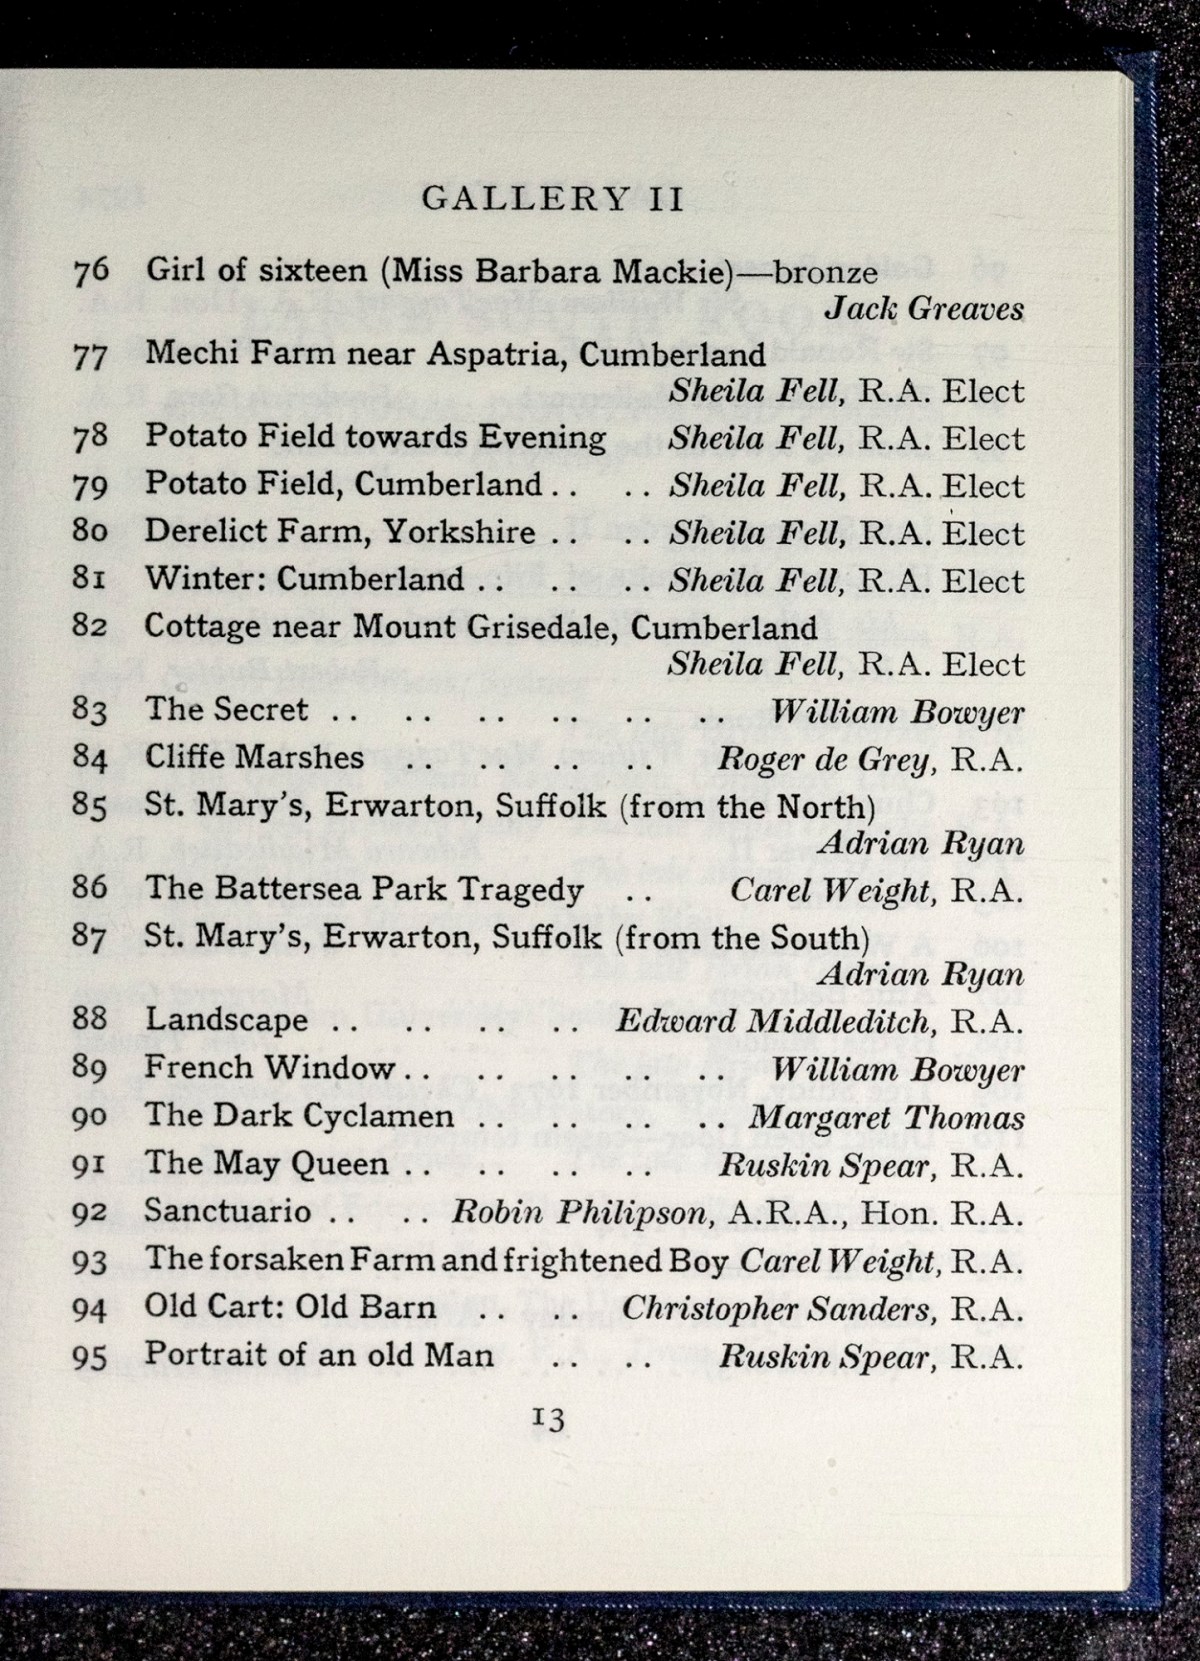 GALLERY II
76 Girl of sixteen (Miss Barbara Mackie)—bronze
Jack Greaves
77 Mechi Farm near Aspatria, Cumberland
Sheila Fell, R.A. Elect
78 Potato Field towards Evening Sheila Fell, R.A. Elect
79 Potato Field, Cumberland . . . . Sheila Fell, R.A. Elect
80 Derelict Farm, Yorkshire . . . . Sheila Fell, R.A. Elect
81 Winter: Cumberland . . . . . . Sheila Fell, R.A. Elect
82 Cottage near Mount Grisedale, Cumberland
Sheila Fell, R.A. Elect
83 The Secret . . . . . . . . . . . . William Bowyer
84 Cliffe Marshes . . . . . . . . Roger de Grey, R.A.
85 St. Mary's, Erwarton, Suffolk (from the North)
Adrian Ryan
86 The Battersea Park Tragedy . . Carel Weight, R.A.
87 St. Mary's, Erwarton, Suffolk (from the South)
Adrian Ryan
88 Landscape . . . . . . . . Edward Middleditch, R.A.
89 French Window . . . . . . . . . . William Bowyer
90 The Dark Cyclamen . . . . . . . . Margaret Thomas
91 The May Queen . . . . . . . . Ruskin Spear, R.A.
92 Sanctuario . . . . Robin Philipson, A.R.A., Hon. R.A.
93 The forsaken Farm and frightened Boy Carel Weight, R.A.
94 Old Cart: Old Barn . . . . Christopher Sanders, R.A.
95 Portrait of an old Man . . . . Ruskin Spear, R.A.
13